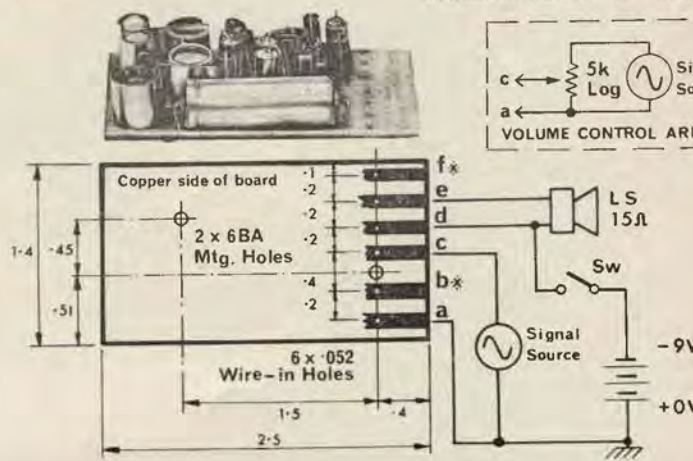 c
5k
Log
a
VOLUME CONTROL
Copper side of board
2 x 6BA
Mtg. Holes
6 x ·052
Wire-in Holes
1·4
·45
·51
·1
·2
·2
·2
·4
·2
1·5
·4
2·5
f*
e
d
c
b*
a
LS
15Ω
Sw
Signal
Source
-9V
+0V